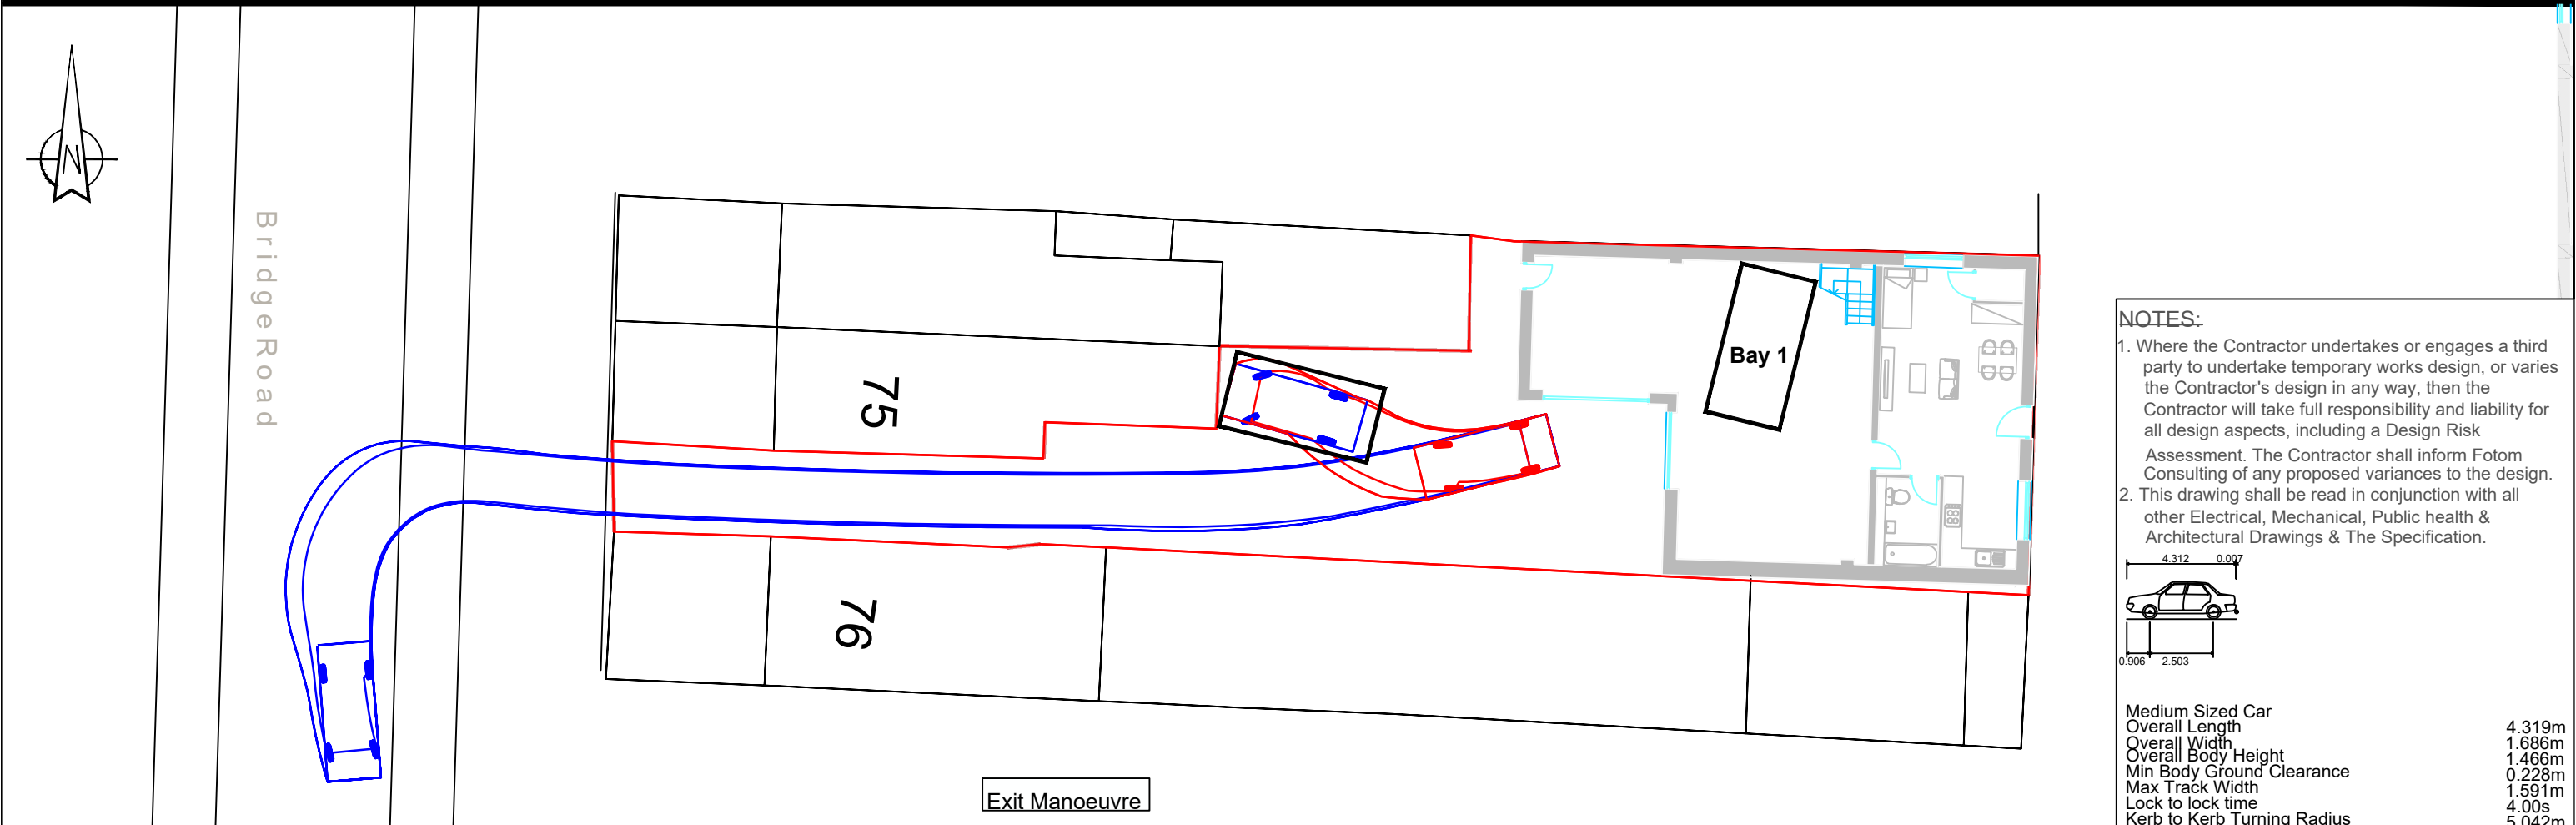 N
BridgeRoad
75
76
Bay 1
Exit Manoeuvre
NOTES:
1. Where the Contractor undertakes or engages a third
party to undertake temporary works design, or varies
the Contractor's design in any way, then the
Contractor will take full responsibility and liability for
all design aspects, including a Design Risk
Assessment. The Contractor shall inform Fotom
Consulting of any proposed variances to the design.
2. This drawing shall be read in conjunction with all
other Electrical, Mechanical, Public health &
Architectural Drawings & The Specification.
4.312 0.007
0.906 2.503
Medium Sized Car
Overall Length 4.319m
Overall Width 1.686m
Overall Body Height 1.466m
Min Body Ground Clearance 0.228m
Max Track Width 1.591m
Lock to lock time 4.00s
Kerb to Kerb Turning Radius 5.042m